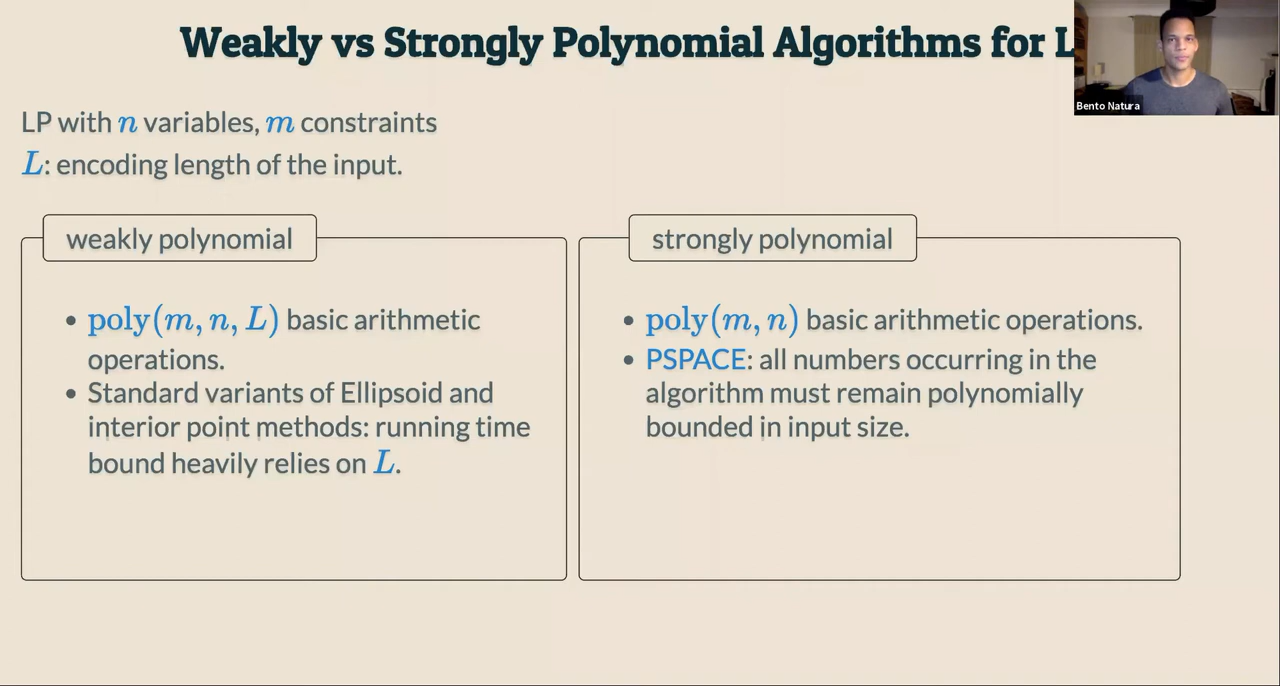 Weakly vs Strongly Polynomial Algorithms for L
Bento Natura
LP with n variables, m constraints
L: encoding length of the input.
weakly polynomial
• poly(m, n, L) basic arithmetic
operations.
• Standard variants of Ellipsoid and
interior point methods: running time
bound heavily relies on L.
strongly polynomial
• poly(m, n) basic arithmetic operations.
• PSPACE: all numbers occurring in the
algorithm must remain polynomially
bounded in input size.